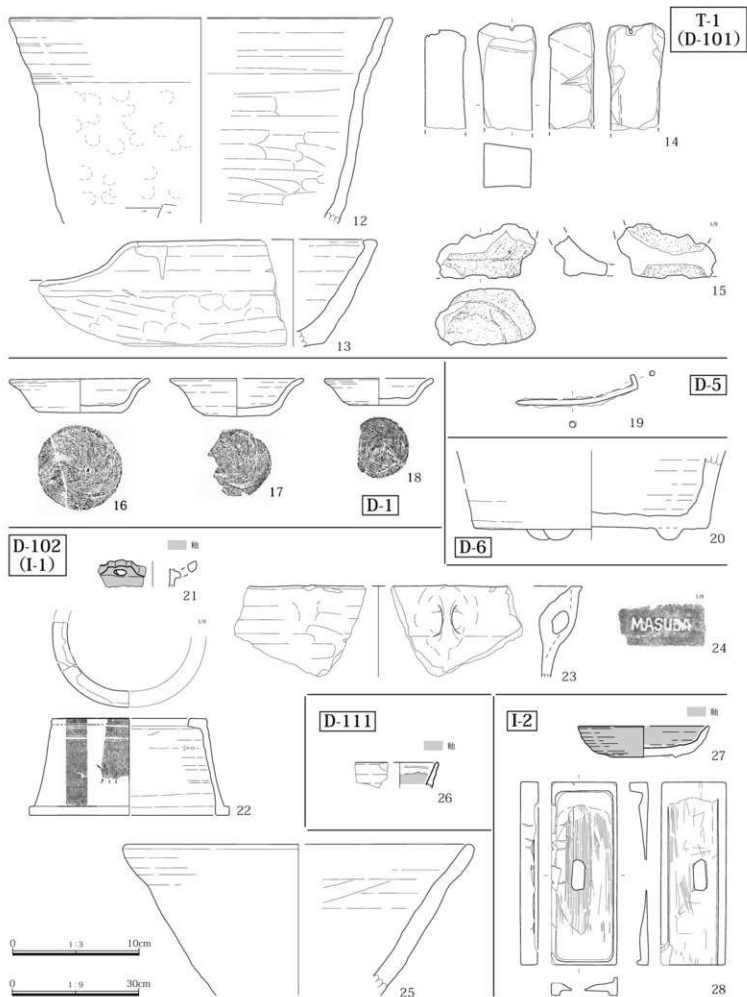 T-1
(D-101)
12
14
1/9
15
13
16
17
18
D-1
D-5
19
D-6
20
D-102
(I-1)
釉
21
1/9
22
23
1/9
MASUDA
24
D-111
釉
26
I-2
釉
27
25
28
0 1:3 10cm
0 1:9 30cm